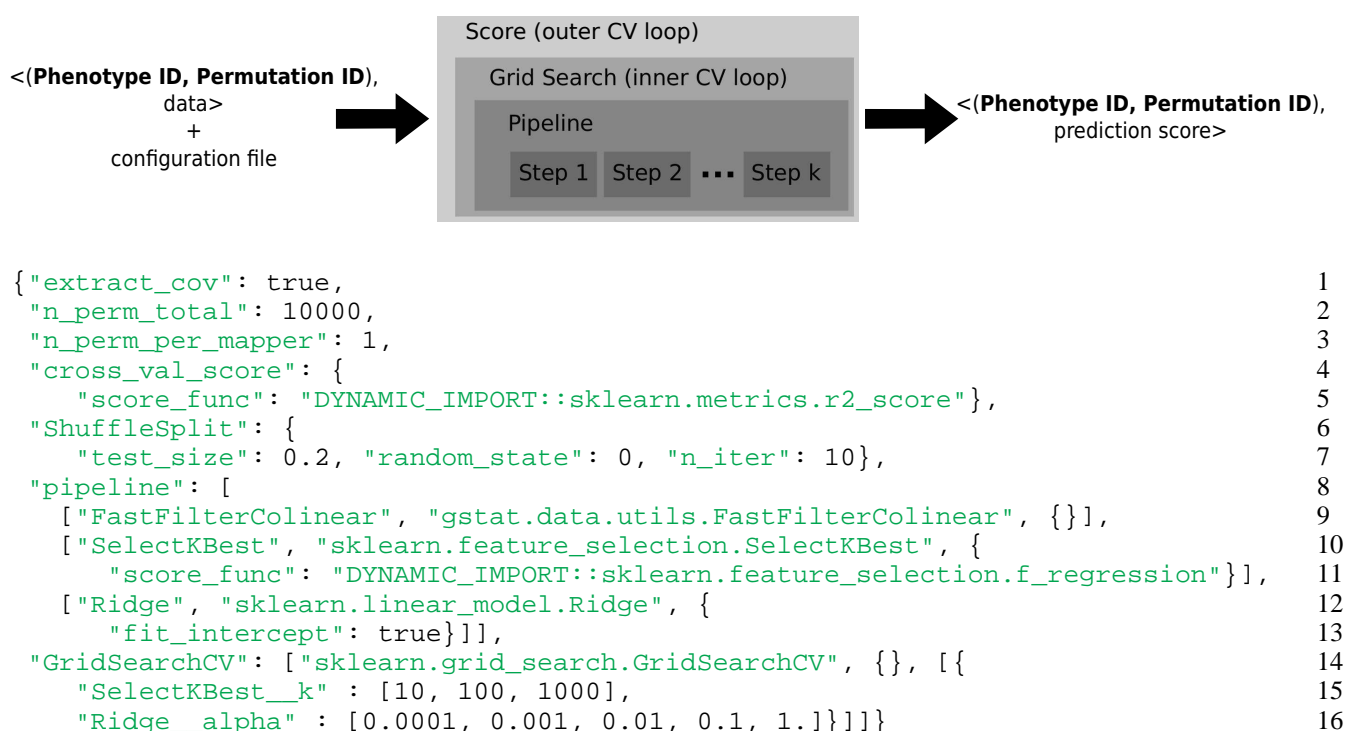 Score (outer CV loop)
<(Phenotype ID, Permutation ID),
data>
+
configuration file
Grid Search (inner CV loop)
Pipeline
Step 1 Step 2 ... Step k
<(Phenotype ID, Permutation ID),
prediction score>
{"extract_cov": true, 1
"n_perm_total": 10000, 2
"n_perm_per_mapper": 1, 3
"cross_val_score": { 4
"score_func": "DYNAMIC_IMPORT::sklearn.metrics.r2_score"}, 5
"ShuffleSplit": { 6
"test_size": 0.2, "random_state": 0, "n_iter": 10}, 7
"pipeline": [ 8
["FastFilterColinear", "gstat.data.utils.FastFilterColinear", {}], 9
["SelectKBest", "sklearn.feature_selection.SelectKBest", { 10
"score_func": "DYNAMIC_IMPORT::sklearn.feature_selection.f_regression"}], 11
["Ridge", "sklearn.linear_model.Ridge", { 12
"fit_intercept": true}]], 13
"GridSearchCV": ["sklearn.grid_search.GridSearchCV", {}, [{ 14
"SelectKBest__k" : [10, 100, 1000], 15
"Ridge__alpha" : [0.0001, 0.001, 0.01, 0.1, 1.]}]]} 16